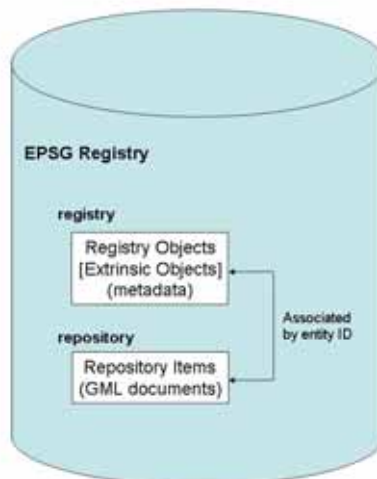 EPSG Registry
registry
Registry Objects
[Extrinsic Objects]
(metadata)
Associated
by entity ID
repository
Repository Items
(GML documents)